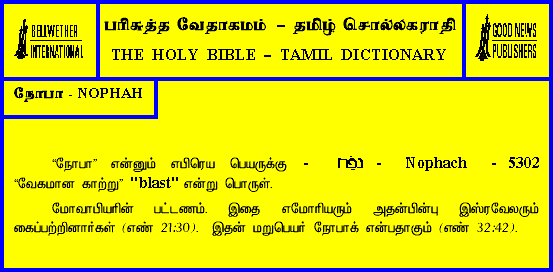 BELLWETHER
INTERNATIONAL
பரிசுத்த வேதாகமம் – தமிழ் சொல்லகராதி
THE HOLY BIBLE – TAMIL DICTIONARY
GOOD NEWS
PUBLISHERS
நோபா - NOPHAH
“நோபா” என்னும் எபிரெய பெயருக்கு - נפח - Nophach - 5302
“வேகமான காற்று” "blast" என்று பொருள்.
மோவாபியரின் பட்டணம். இதை எமோரியரும் அதன்பின்பு இஸ்ரவேலரும்
கைப்பற்றினார்கள் (எண் 21:30). இதன் மறுபெயர் நோபாக் என்பதாகும் (எண் 32:42).